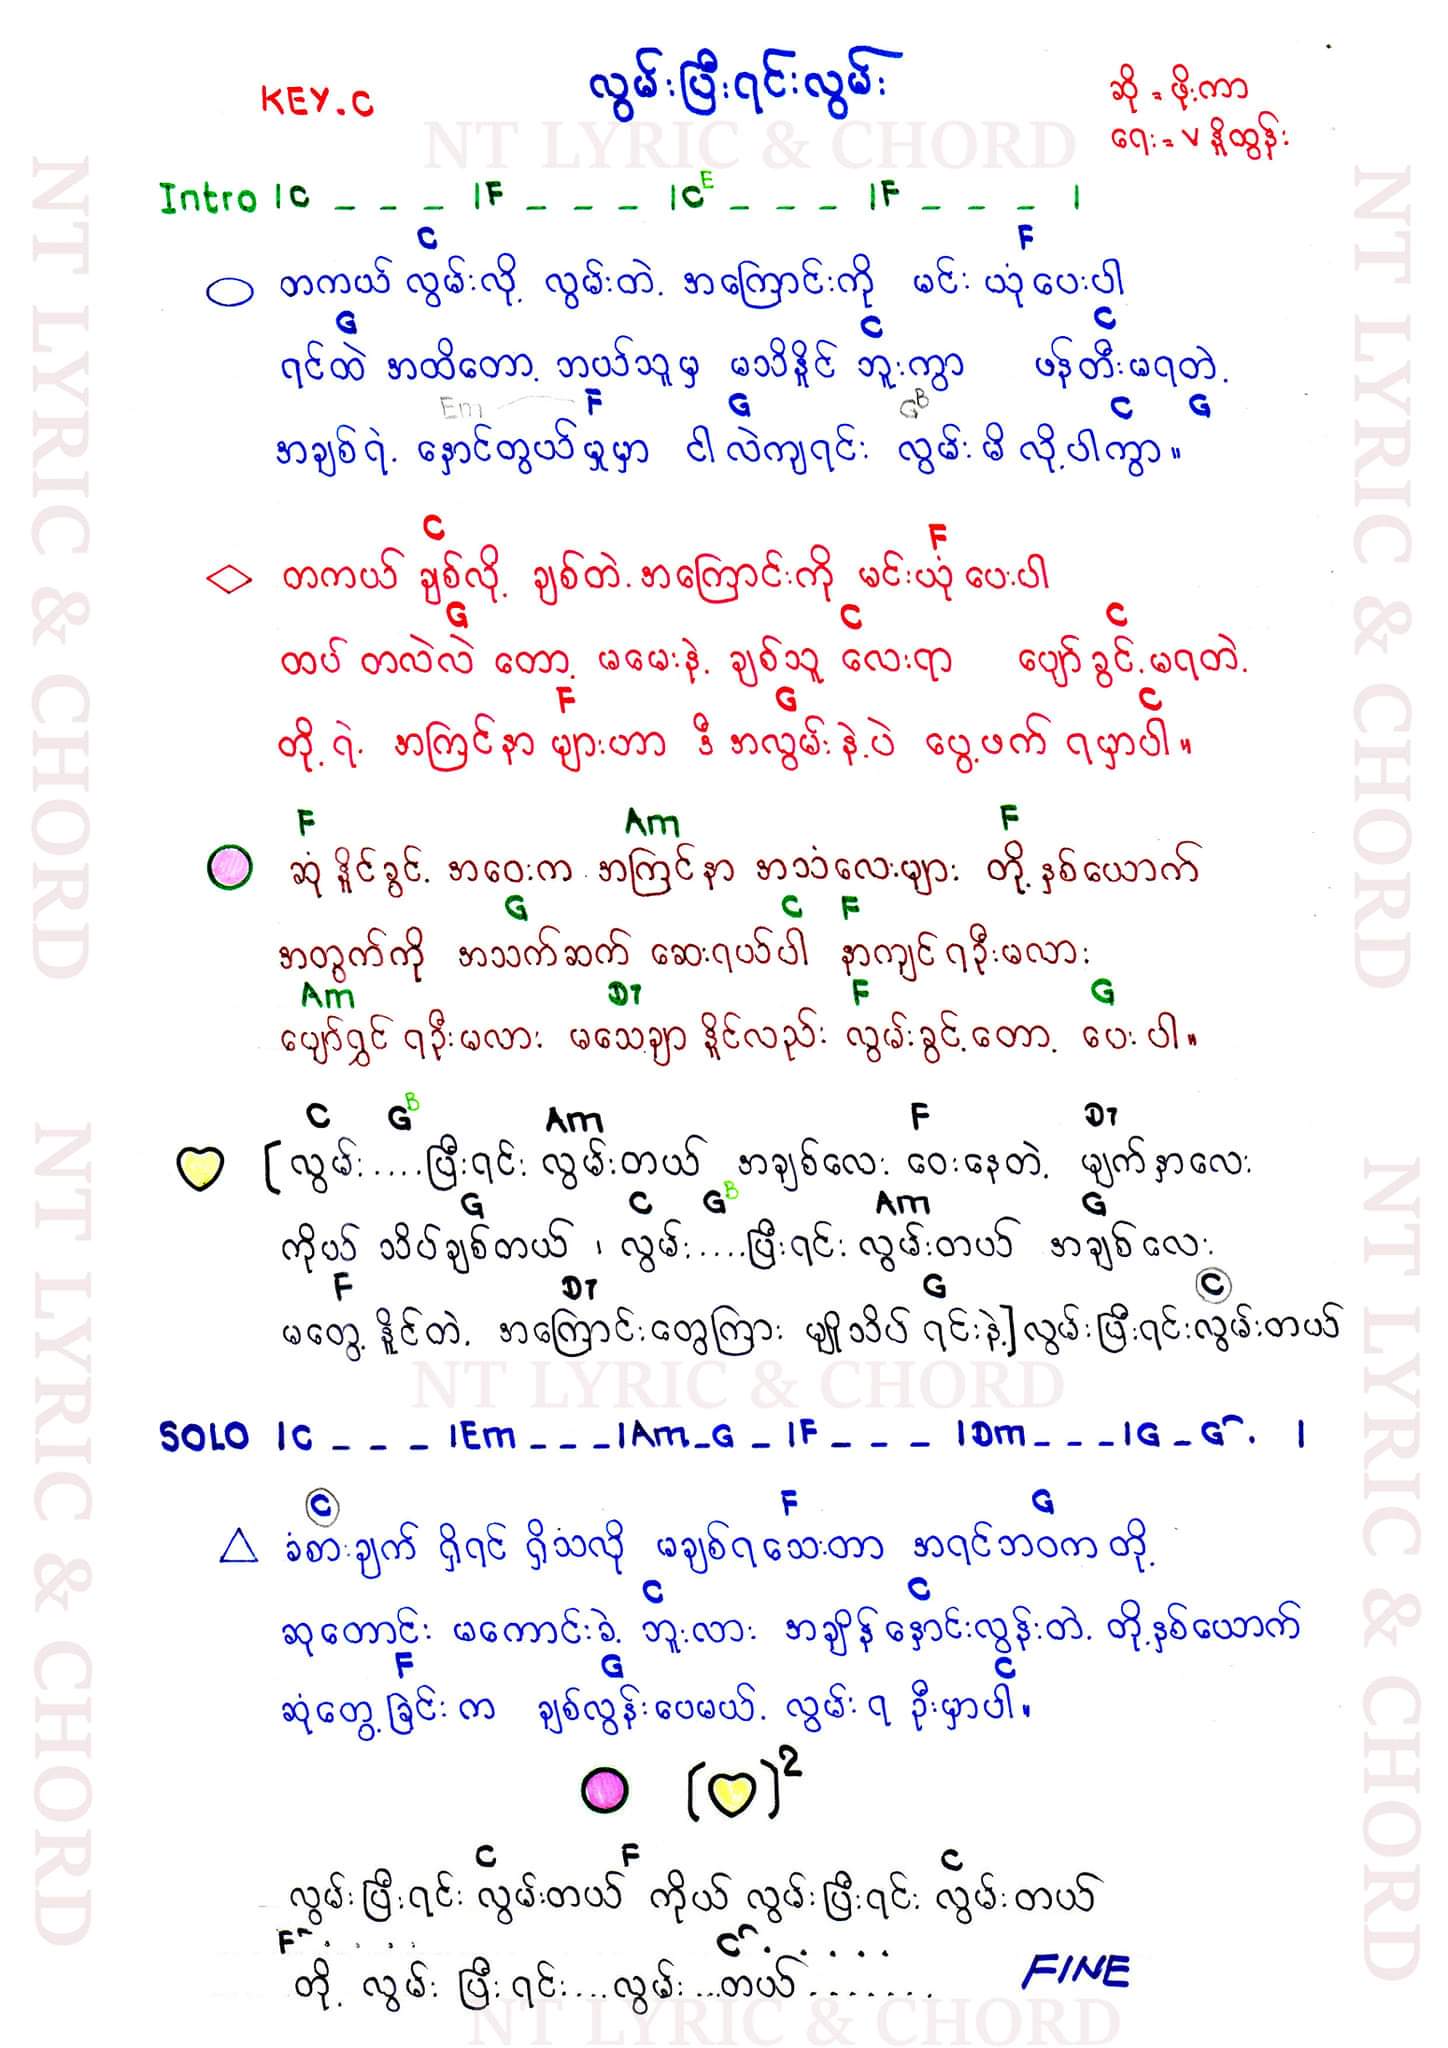 KEY.C
လွမ်းပြီးရင်းလွမ်း
ဆို = ဖိုးကာ
ရေး = V နိူထွန်း
NT LYRIC & CHORD
Intro |C _ _ _ |F _ _ _ |C E _ _ _ |F _ _ _ |
C F
တကယ် လွမ်းလို့ လွမ်းတဲ့ အကြောင်းကို မင်း ယုံပေးပါ
G C C
ရင်ထဲ အထိတော့ ဘယ်သူမှ မသိနိူင် ဘူးကွာ ဖန်တီးမရတဲ့
Em F G G B C G
အချစ်ရဲ့ နှောင်တွယ်မှုမှာ ငါ လဲကျရင်း လွမ်းမိ လို့ပါကွာ။
C F
တကယ် ချစ်လို့ ချစ်တဲ့ အကြောင်းကို မင်းယုံပေးပါ
G C C
ထပ် တလဲလဲ တော့ မမေးနဲ့ ချစ်သူ လေးရာ ပျော်ခွင့်မရတဲ့
F G C
တို့ရဲ့ အကြင်နာ များဟာ ဒီ အလွမ်းနဲ့ပဲ ပွေ့ဖက် ရမှာပါ။
F Am F
ဆုံ နိူင်ခွင့် အဝေးက အကြင်နာ အသံလေးများ တို့နှစ်ယောက်
G C F
အတွက်ကို အသက်ဆက် ဆေးရယ်ပါ နာကျင်ရဦးမလား
Am D7 F G
ပျော်ရွှင် ရဦးမလား မသေချာ နိူင်လည်း လွမ်းခွင့်တော့ ပေးပါ။
C G B Am F D7
[လွမ်း....ပြီးရင်း လွမ်းတယ် အချစ်လေး ဝေးနေတဲ့ မျက်နှာလေး
G C G B Am G
ကိုယ် သိပ်ချစ်တယ် ၊ လွမ်း....ပြီးရင်း လွမ်းတယ် အချစ်လေး
F D7 G C
မတွေ့နိူင်တဲ့ အကြောင်းတွေကြား မျှိုသိပ် ရင်းနဲ့]လွမ်းပြီးရင်းလွမ်းတယ်
NT LYRIC & CHORD
SOLO |C _ _ _ |Em _ _ _ |Am _ G _ |F _ _ _ |Dm _ _ _ |G _ G . |
C F G
ခံစားချက် ရှိရင် ရှိသလို မချစ်ရသေးတာ အရင်ဘဝက တို့
C C
ဆုတောင်း မကောင်းခဲ့ ဘူးလား အချိန်နှောင်းလွန်းတဲ့ တို့နှစ်ယောက်
F G C
ဆုံတွေ့ခြင်းက ချစ်လွန်းပေမယ့် လွမ်းရ ဦးမှာပါ။
( )2
C F C
လွမ်းပြီးရင်း လွမ်းတယ် ကိုယ် လွမ်းပြီးရင်း လွမ်းတယ်
F ..... C .....
တို့ လွမ်း ပြီးရင်း....လွမ်း...တယ်.......
FINE
NT LYRIC & CHORD
NT LYRIC & CHORD
NT LYRIC & CHORD
NT LYRIC & CHORD
NT LYRIC & CHORD